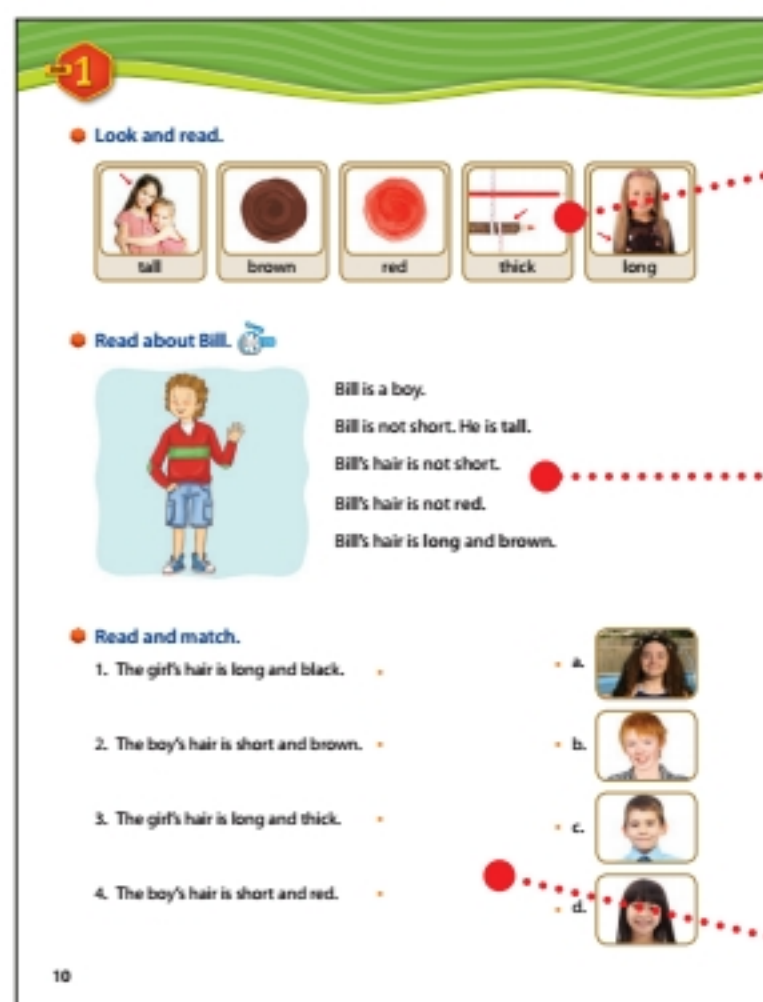 1
Look and read.
tall
brown
red
thick
long
Read about Bill.
Bill is a boy.
Bill is not short. He is tall.
Bill's hair is not short.
Bill's hair is not red.
Bill's hair is long and brown.
Read and match.
1. The girl's hair is long and black.
a.
2. The boy's hair is short and brown.
b.
3. The girl's hair is long and thick.
c.
4. The boy's hair is short and red.
d.
10